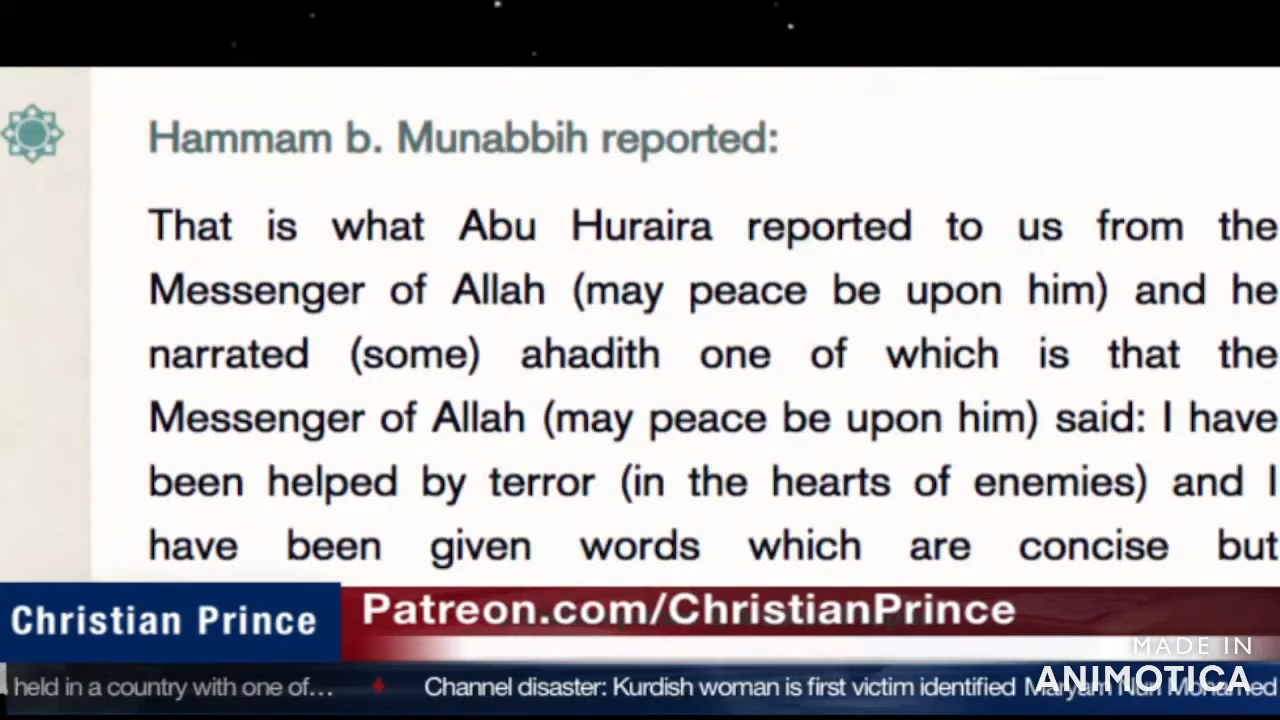 Hammam b. Munabbih reported:
That is what Abu Huraira reported to us from the
Messenger of Allah (may peace be upon him) and he
narrated (some) ahadith one of which is that the
Messenger of Allah (may peace be upon him) said: I have
been helped by terror (in the hearts of enemies) and I
have been given words which are concise but
Christian Prince
Patreon.com/ChristianPrince
MADE IN
ANIMOTICA
held in a country with one of... Channel disaster: Kurdish woman is first victim identified Maryam Nuri Mohamed